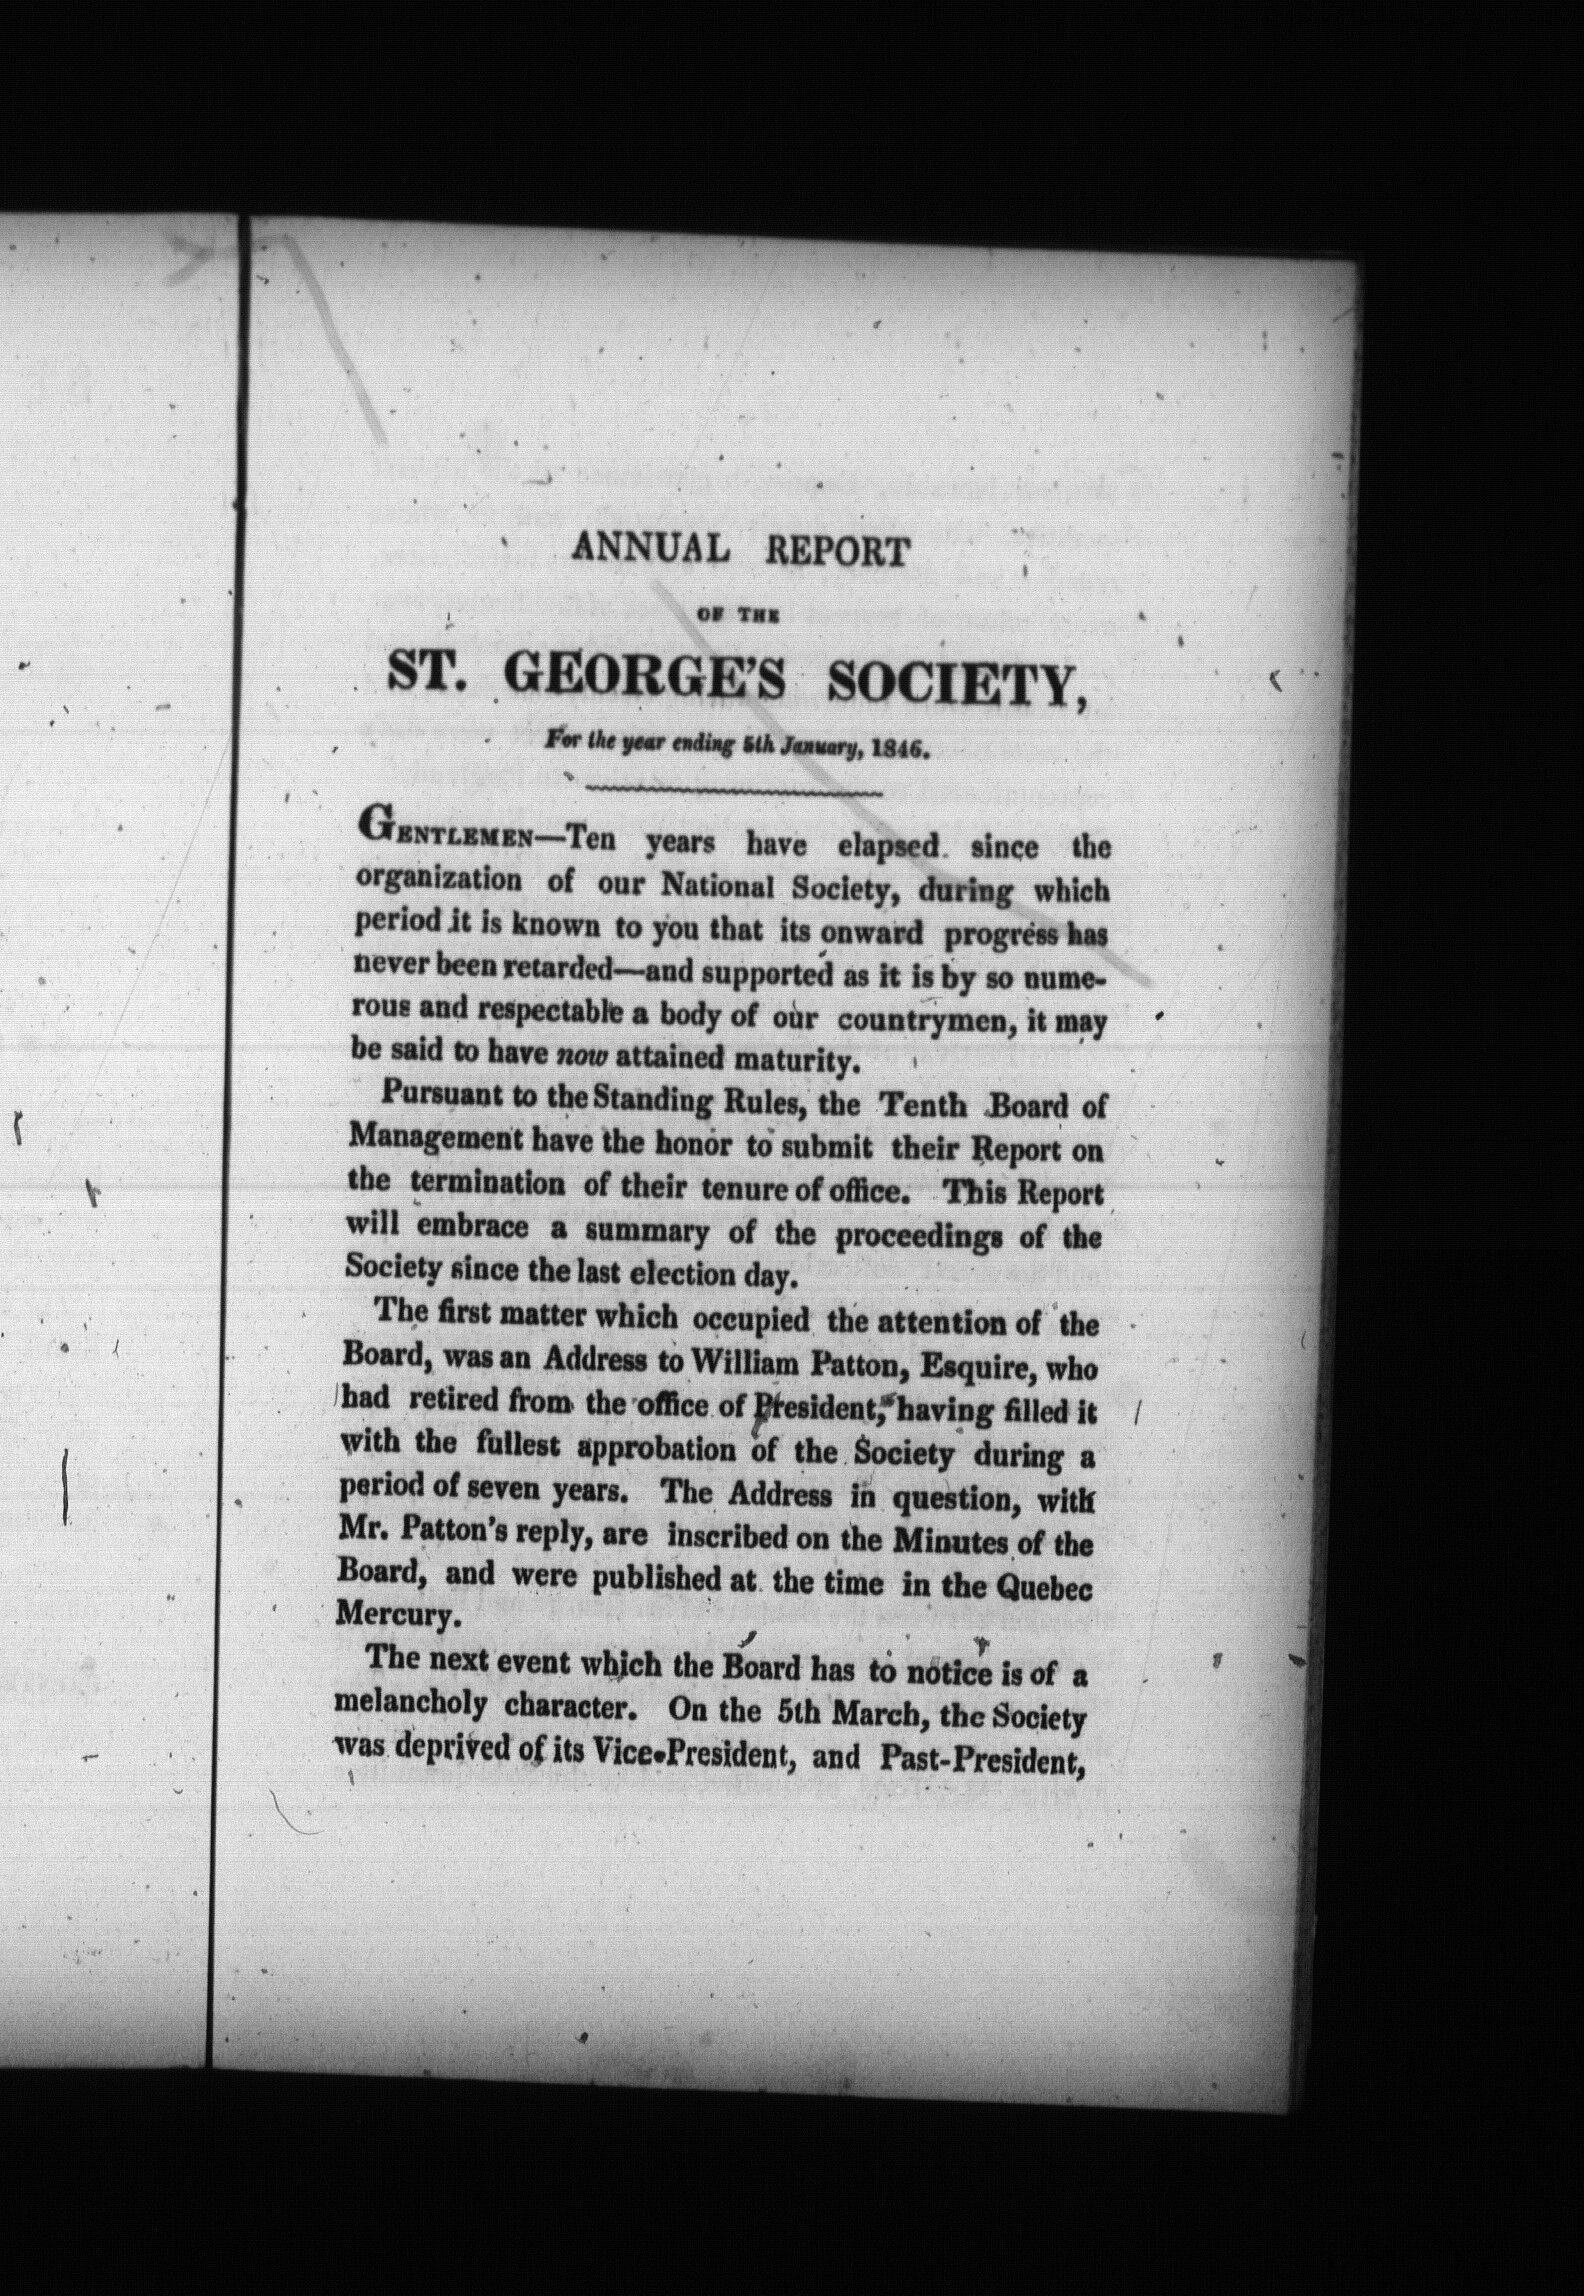 ANNUAL REPORT
OF THE
ST. GEORGE'S SOCIETY,
For the year ending 5th January, 1846.
GENTLEMEN—Ten years have elapsed since the
organization of our National Society, during which
period it is known to you that its onward progress has
never been retarded—and supported as it is by so nume-
rous and respectable a body of our countrymen, it may
be said to have now attained maturity.
Pursuant to the Standing Rules, the Tenth Board of
Management have the honor to submit their Report on
the termination of their tenure of office. This Report
will embrace a summary of the proceedings of the
Society since the last election day.
The first matter which occupied the attention of the
Board, was an Address to William Patton, Esquire, who
had retired from the office of President, having filled it
with the fullest approbation of the Society during a
period of seven years. The Address in question, with
Mr. Patton's reply, are inscribed on the Minutes of the
Board, and were published at the time in the Quebec
Mercury.
The next event which the Board has to notice is of a
melancholy character. On the 5th March, the Society
was deprived of its Vice-President, and Past-President,